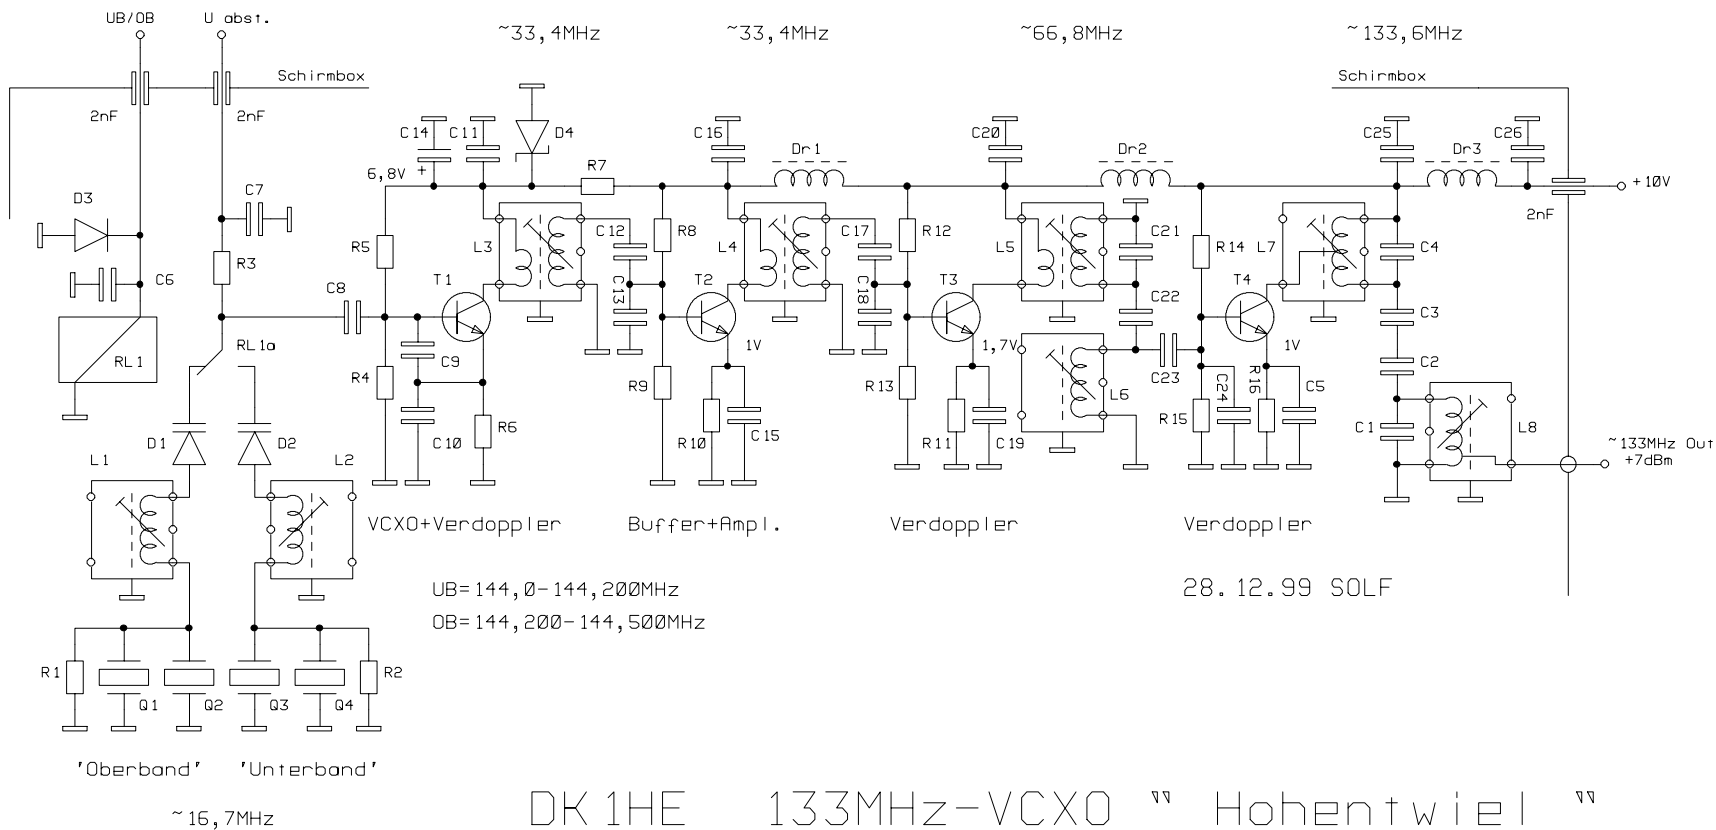 UB/OB
U abst.
~33,4MHz
~33,4MHz
~66,8MHz
~133,6MHz
Schirmbox
Schirmbox
2nF
2nF
C14
C11
D4
C16
Dr1
C20
Dr2
C25
Dr3
C26
6,8V
+
R7
+10V
2nF
D3
C7
R5
L3
C12
R8
L4
C17
R12
L5
C21
R14
L7
C4
R3
C6
C8
T1
C13
T2
C18
T3
C22
T4
C3
RL1
RL1a
C9
R4
1V
R9
1,7V
R13
L6
C23
1V
C2
C24
R16
C5
R15
C10
R6
R10
C15
R11
C19
C1
L8
~133MHz Out
+7dBm
D1
D2
L1
L2
VCXO+Verdoppler
Buffer+Ampl.
Verdoppler
Verdoppler
UB=144,0-144,200MHz
OB=144,200-144,500MHz
28.12.99 SOLF
R1
Q1
Q2
Q3
Q4
R2
'Oberband'
'Unterband'
~16,7MHz
DK1HE 133MHz-VCXO " Hohentwiel "